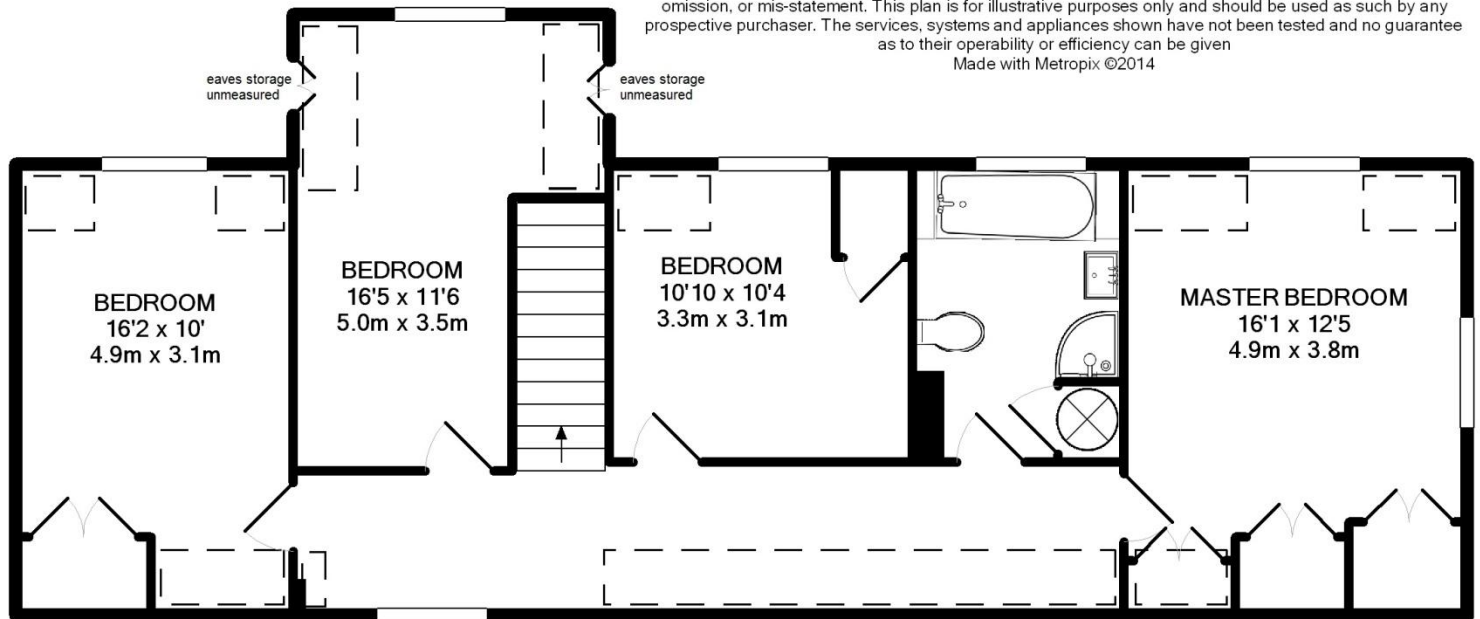 omission, or mis-statement. This plan is for illustrative purposes only and should be used as such by any
prospective purchaser. The services, systems and appliances shown have not been tested and no guarantee
as to their operability or efficiency can be given
Made with Metropix ©2014
eaves storage
unmeasured
eaves storage
unmeasured
BEDROOM
16'2 x 10'
4.9m x 3.1m
BEDROOM
16'5 x 11'6
5.0m x 3.5m
BEDROOM
10'10 x 10'4
3.3m x 3.1m
MASTER BEDROOM
16'1 x 12'5
4.9m x 3.8m